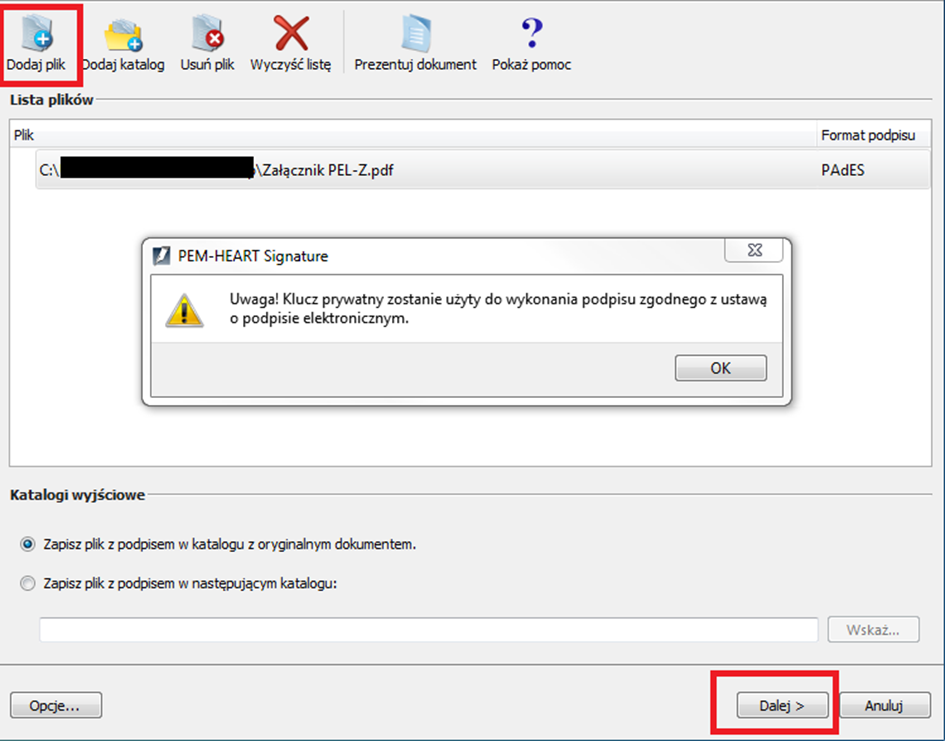 Dodaj plik
Dodaj katalog
Usuń plik
Wyczyść listę
Prezentuj dokument
Pokaż pomoc
Lista plików
Plik
Format podpisu
C:\ \Załącznik PEL-Z.pdf
PAdES
PEM-HEART Signature
Uwaga! Klucz prywatny zostanie użyty do wykonania podpisu zgodnego z ustawą
o podpisie elektronicznym.
OK
Katalogi wyjściowe
Zapisz plik z podpisem w katalogu z oryginalnym dokumentem.
Zapisz plik z podpisem w następującym katalogu:
Wskaż...
Opcje...
Dalej >
Anuluj